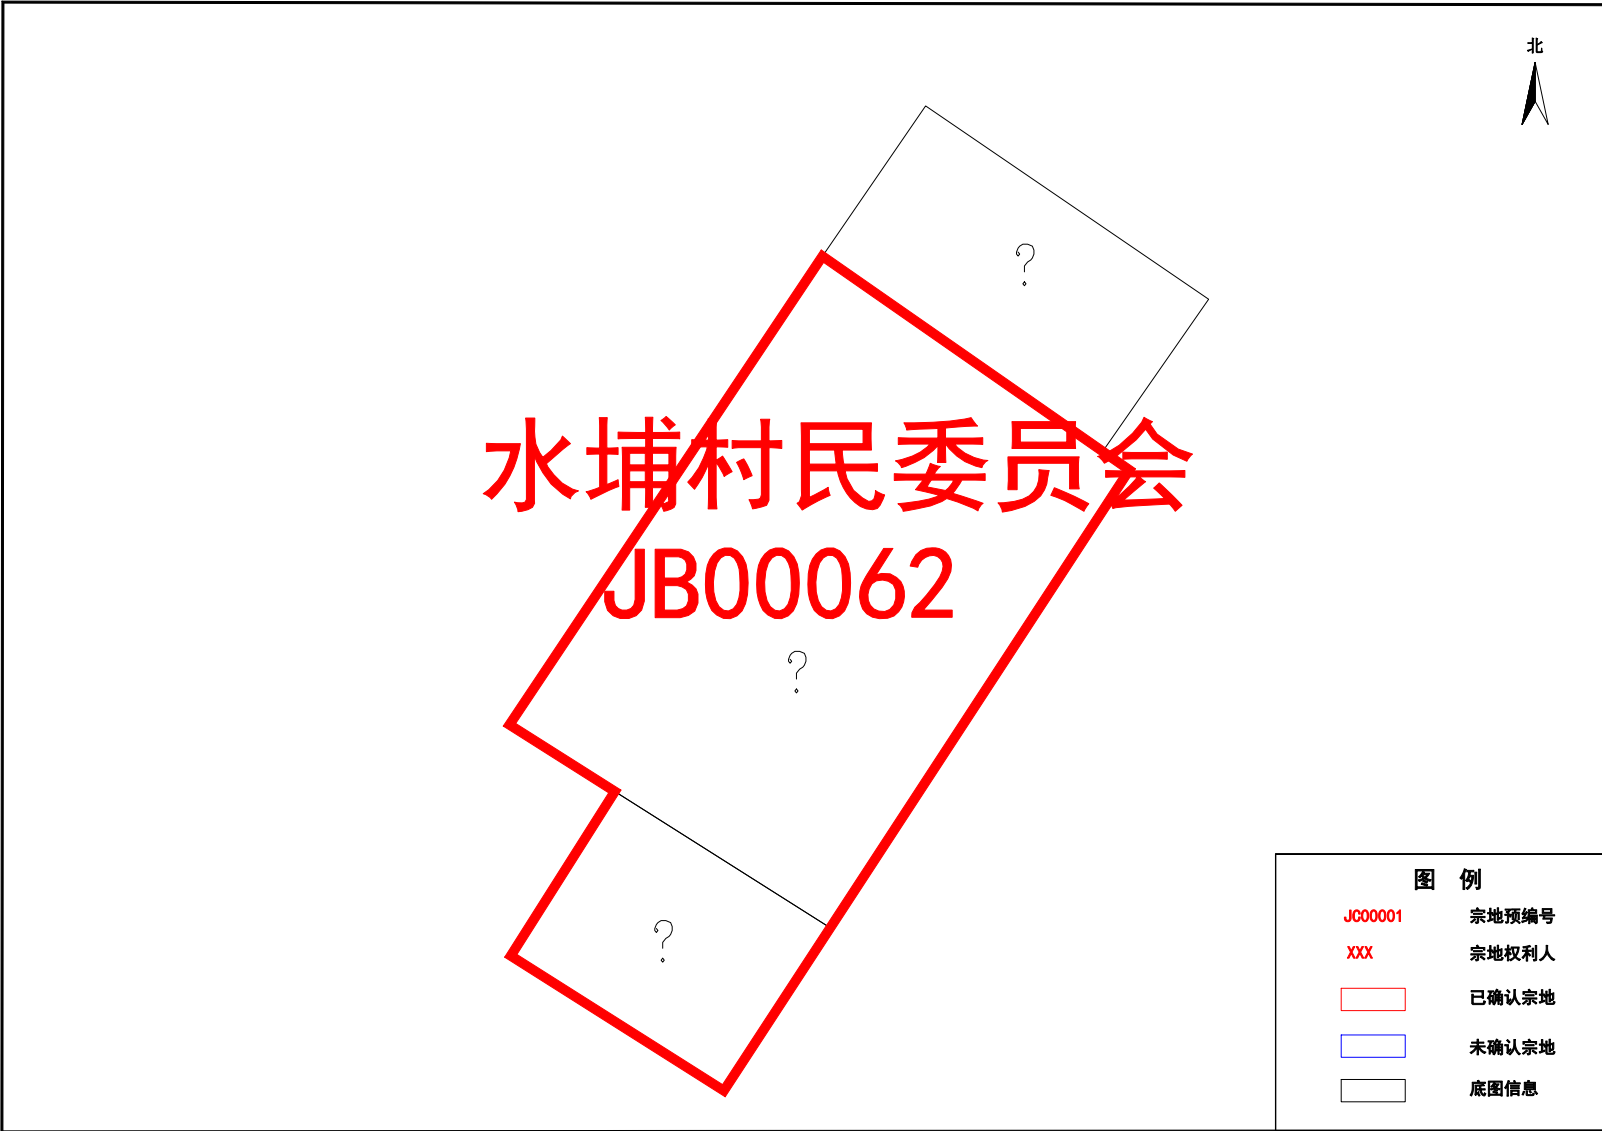 北
?
水埔村民委员会
JB00062
?
?
图 例
JC00001 宗地预编号
XXX 宗地权利人
已确认宗地
未确认宗地
底图信息